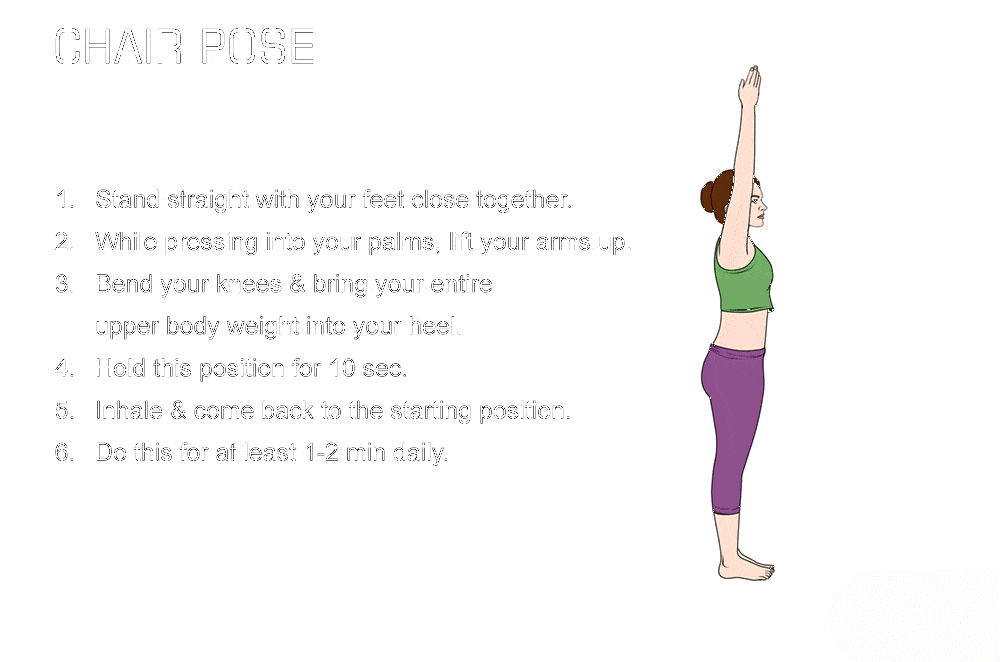 CHAIR POSE
1. Stand straight with your feet close together.
2. While pressing into your palms, lift your arms up.
3. Bend your knees & bring your entire
upper body weight into your heel.
4. Hold this position for 10 sec.
5. Inhale & come back to the starting position.
6. Do this for at least 1-2 min daily.